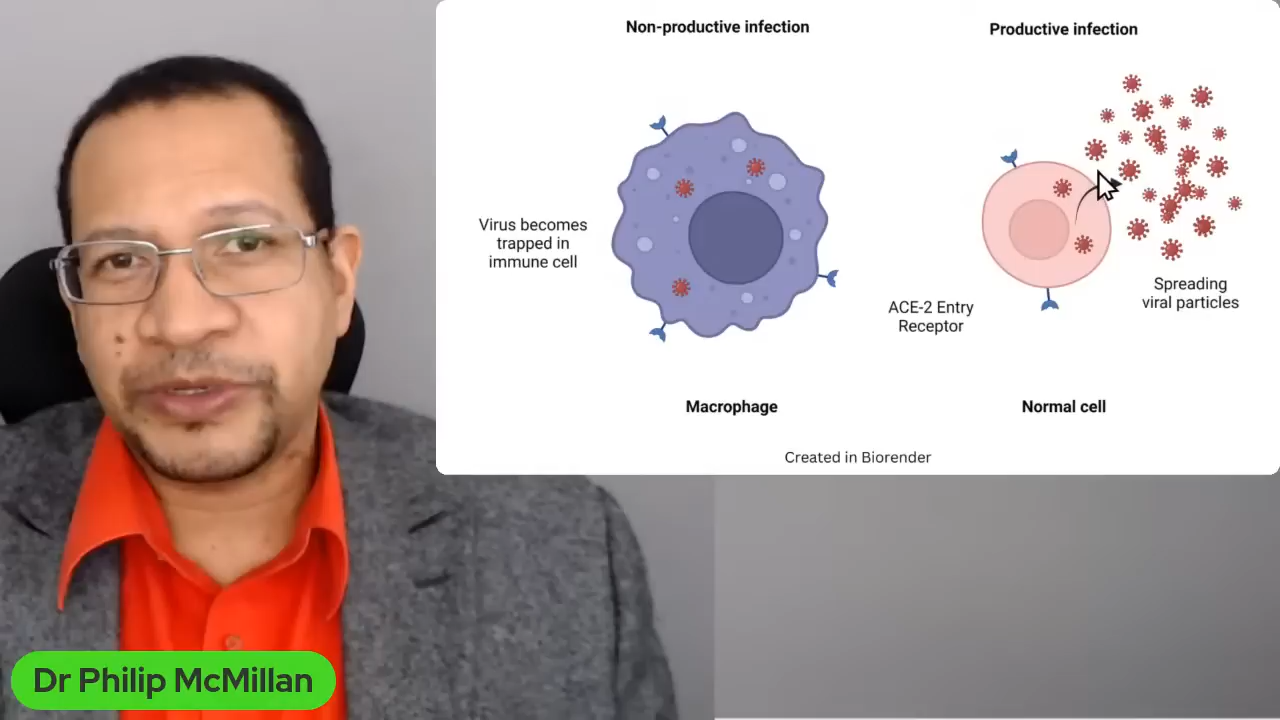 Non-productive infection
Productive infection
Virus becomes
trapped in
immune cell
ACE-2 Entry
Receptor
Spreading
viral particles
Macrophage
Normal cell
Created in Biorender
Dr Philip McMillan